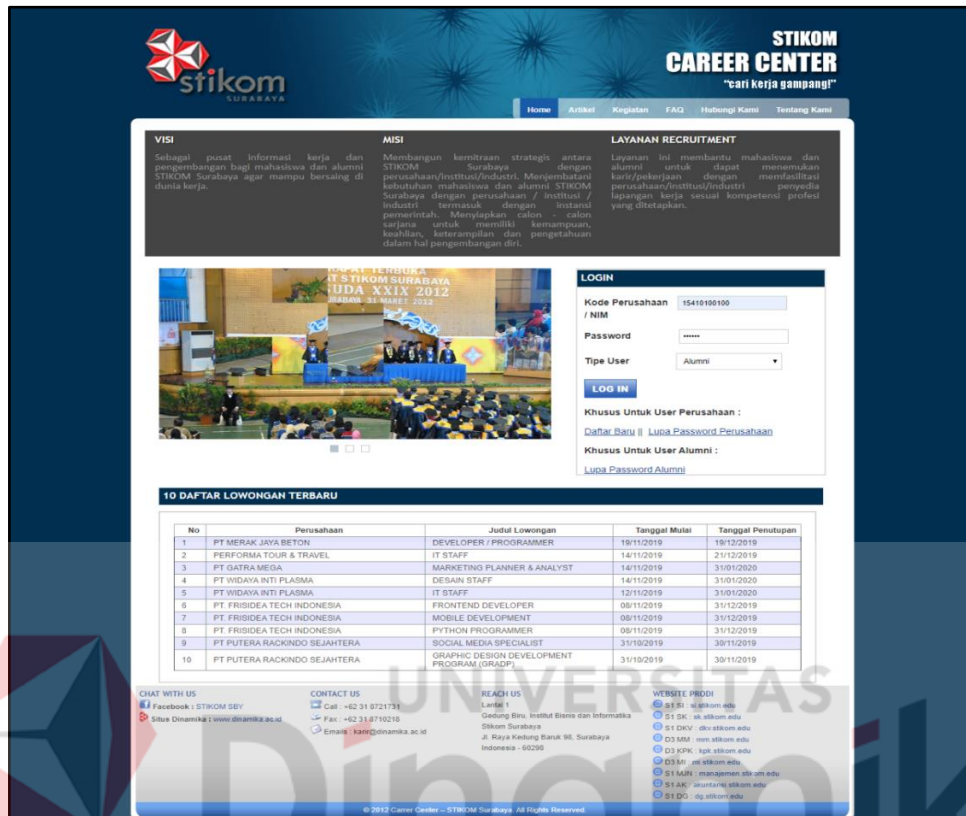 stikom
SURABAYA
STIKOM
CAREER CENTER
"cari kerja gampang!"
Home Artikel Kegiatan FAQ Hubungi Kami Tentang Kami
VISI
Sebagai pusat informasi kerja dan
pengembangan bagi mahasiswa dan alumni
STIKOM Surabaya agar mampu bersaing di
dunia kerja.
MISI
Membangun kemitraan strategis antara
STIKOM Surabaya dengan
perusahaan/institusi/industri. Menjembatani
kebutuhan mahasiswa dan alumni STIKOM
Surabaya dengan perusahaan / institusi /
industri termasuk dengan instansi
pemerintah. Menyiapkan calon - calon
sarjana untuk memiliki kemampuan,
keahlian, keterampilan dan pengetahuan
dalam hal pengembangan diri.
LAYANAN RECRUITMENT
Layanan ini membantu mahasiswa dan
alumni untuk dapat menemukan
karir/pekerjaan dengan memfasilitasi
perusahaan/institusi/industri penyedia
lapangan kerja sesuai kompetensi profesi
yang ditetapkan.
RAPAT TERBUKA
STIKOM SURABAYA
UDA XXIX 2012
SURABAYA 31 MARET 2012
LOGIN
Kode Perusahaan 15410100100
/ NIM
Password ••••••
Tipe User Alumni
LOG IN
Khusus Untuk User Perusahaan :
Daftar Baru || Lupa Password Perusahaan
Khusus Untuk User Alumni :
Lupa Password Alumni
10 DAFTAR LOWONGAN TERBARU
No Perusahaan Judul Lowongan Tanggal Mulai Tanggal Penutupan
1 PT MERAK JAYA BETON DEVELOPER / PROGRAMMER 19/11/2019 19/12/2019
2 PERFORMA TOUR & TRAVEL IT STAFF 14/11/2019 21/12/2019
3 PT GATRA MEGA MARKETING PLANNER & ANALYST 14/11/2019 31/01/2020
4 PT WIDAYA INTI PLASMA DESAIN STAFF 14/11/2019 31/01/2020
5 PT WIDAYA INTI PLASMA IT STAFF 12/11/2019 31/01/2020
6 PT. FRISIDEA TECH INDONESIA FRONTEND DEVELOPER 08/11/2019 31/12/2019
7 PT. FRISIDEA TECH INDONESIA MOBILE DEVELOPMENT 08/11/2019 31/12/2019
8 PT. FRISIDEA TECH INDONESIA PYTHON PROGRAMMER 08/11/2019 31/12/2019
9 PT PUTERA RACKINDO SEJAHTERA SOCIAL MEDIA SPECIALIST 31/10/2019 30/11/2019
10 PT PUTERA RACKINDO SEJAHTERA GRAPHIC DESIGN DEVELOPMENT PROGRAM (GRADP) 31/10/2019 30/11/2019
UNIVERSITAS
Dinamik
CHAT WITH US
Facebook : STIKOM SBY
Situs Dinamika : www.dinamika.ac.id
CONTACT US
Call : +62 31 8721731
Fax : +62 31 8710218
Emails : karir@dinamika.ac.id
REACH US
Lantai 1
Gedung Biru, Institut Bisnis dan Informatika
Stikom Surabaya
Jl. Raya Kedung Baruk 98, Surabaya
Indonesia - 60298
WEBSITE PRODI
S1 SI : si.stikom.edu
S1 SK : sk.stikom.edu
S1 DKV : dkv.stikom.edu
D3 MM : mm.stikom.edu
D3 KPK : kpk.stikom.edu
D3 MI : mi.stikom.edu
S1 MJN : manajemen.stikom.edu
S1 AK : akuntansi.stikom.edu
S1 DG : dg.stikom.edu
© 2012 Carrer Center – STIKOM Surabaya. All Rights Reserved.